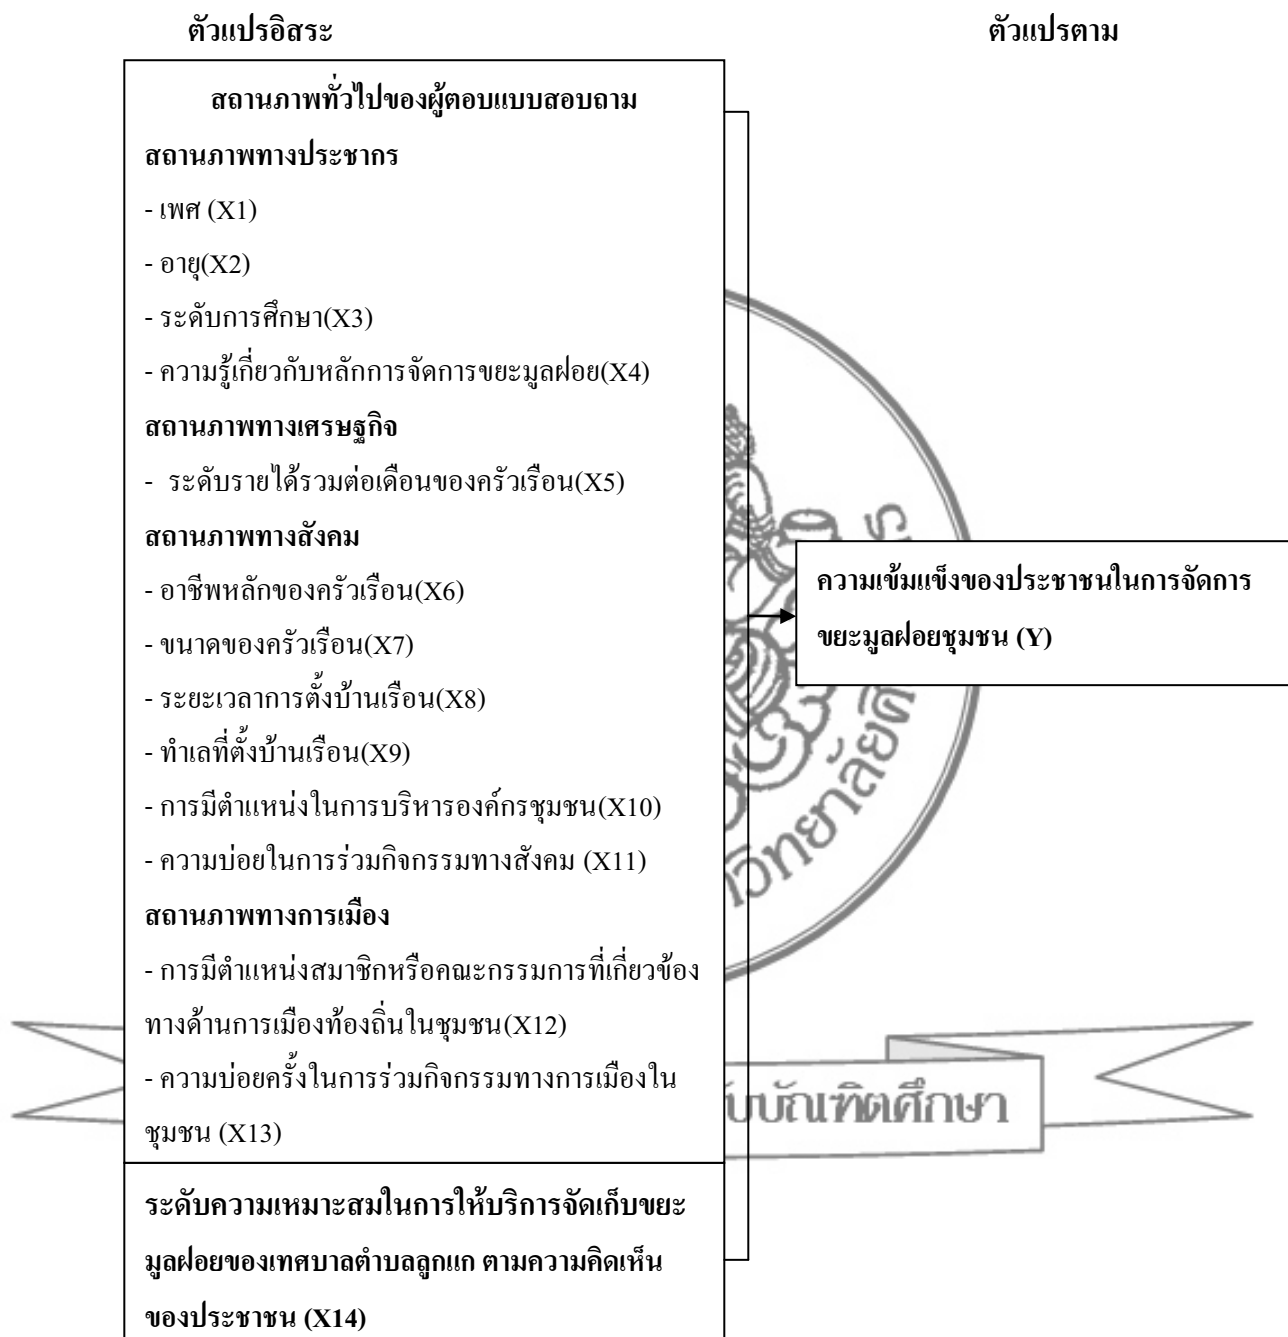 ตัวแปรอิสระ
ตัวแปรตาม
สถานภาพทั่วไปของผู้ตอบแบบสอบถาม
สถานภาพทางประชากร
- เพศ (X1)
- อายุ(X2)
- ระดับการศึกษา(X3)
- ความรู้เกี่ยวกับหลักการจัดการขยะมูลฝอย(X4)
สถานภาพทางเศรษฐกิจ
- ระดับรายได้รวมต่อเดือนของครัวเรือน(X5)
สถานภาพทางสังคม
- อาชีพหลักของครัวเรือน(X6)
- ขนาดของครัวเรือน(X7)
- ระยะเวลาการตั้งบ้านเรือน(X8)
- ทำเลที่ตั้งบ้านเรือน(X9)
- การมีตำแหน่งในการบริหารองค์กรชุมชน(X10)
- ความบ่อยในการร่วมกิจกรรมทางสังคม (X11)
สถานภาพทางการเมือง
- การมีตำแหน่งสมาชิกหรือคณะกรรมการที่เกี่ยวข้อง
ทางด้านการเมืองท้องถิ่นในชุมชน(X12)
- ความบ่อยครั้งในการร่วมกิจกรรมทางการเมืองใน
ชุมชน (X13)
ระดับความเหมาะสมในการให้บริการจัดเก็บขยะ
มูลฝอยของเทศบาลตำบลลูกแก ตามความคิดเห็น
ของประชาชน (X14)
ความเข้มแข็งของประชาชนในการจัดการ
ขยะมูลฝอยชุมชน (Y)
บัณฑิตศึกษา